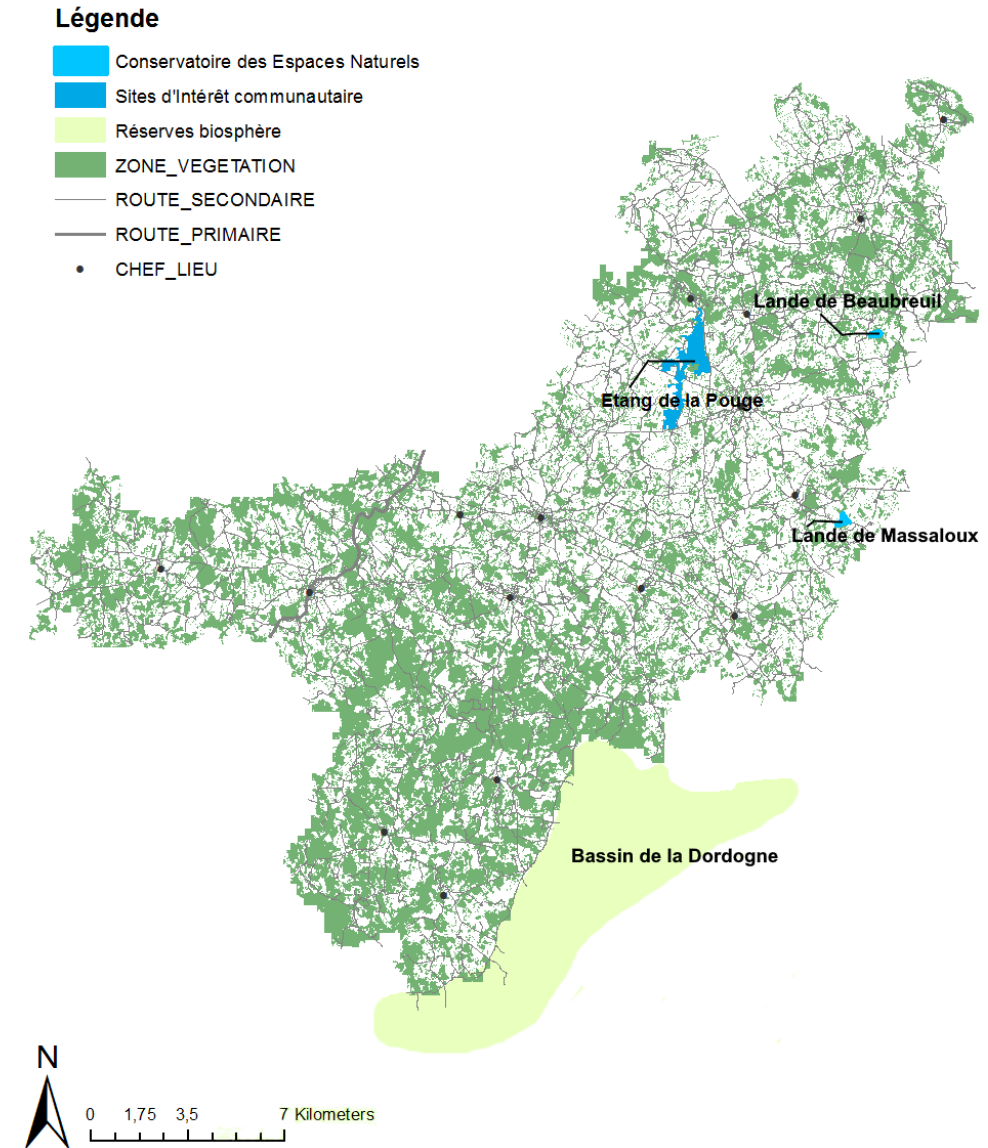 Légende
Conservatoire des Espaces Naturels
Sites d'Intérêt communautaire
Réserves biosphère
ZONE_VEGETATION
ROUTE_SECONDAIRE
ROUTE_PRIMAIRE
CHEF_LIEU
Lande de Beaubreuil
Etang de la Pouge
Lande de Massaloux
Bassin de la Dordogne
N
0 1,75 3,5 7 Kilometers